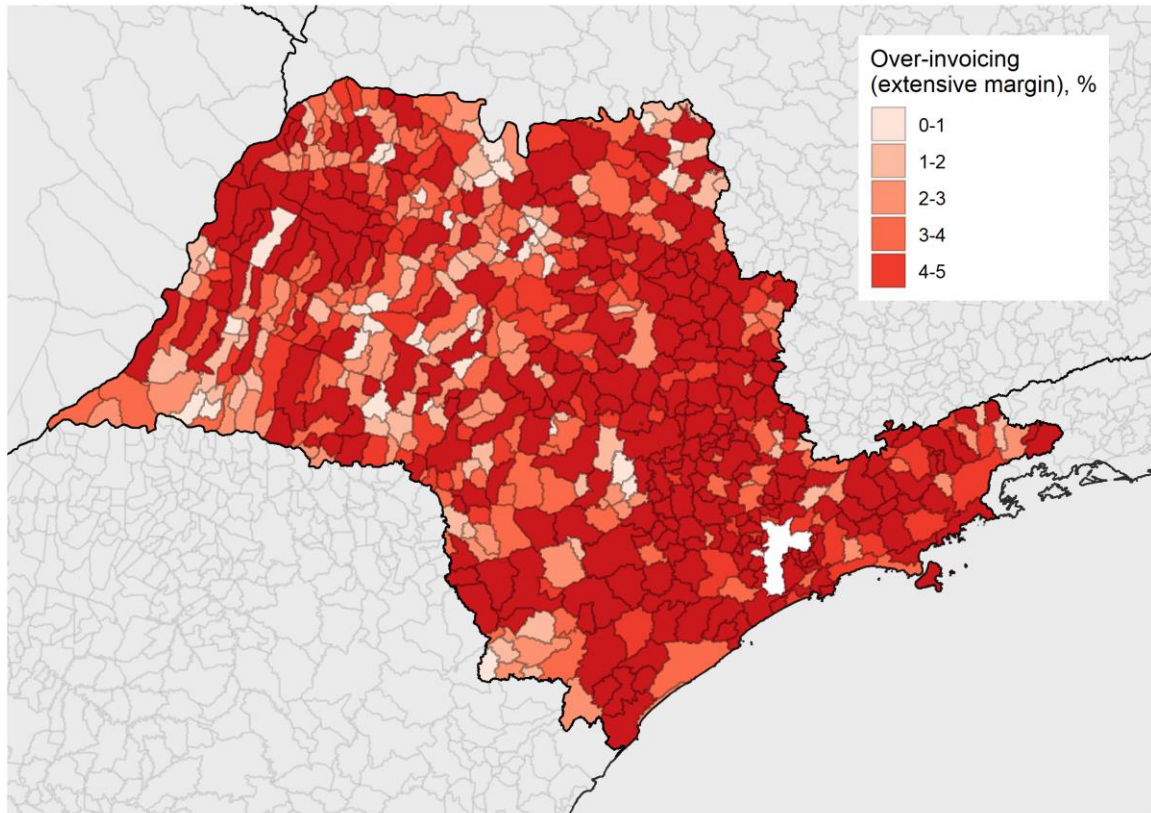 Over-invoicing
(extensive margin), %
0-1
1-2
2-3
3-4
4-5